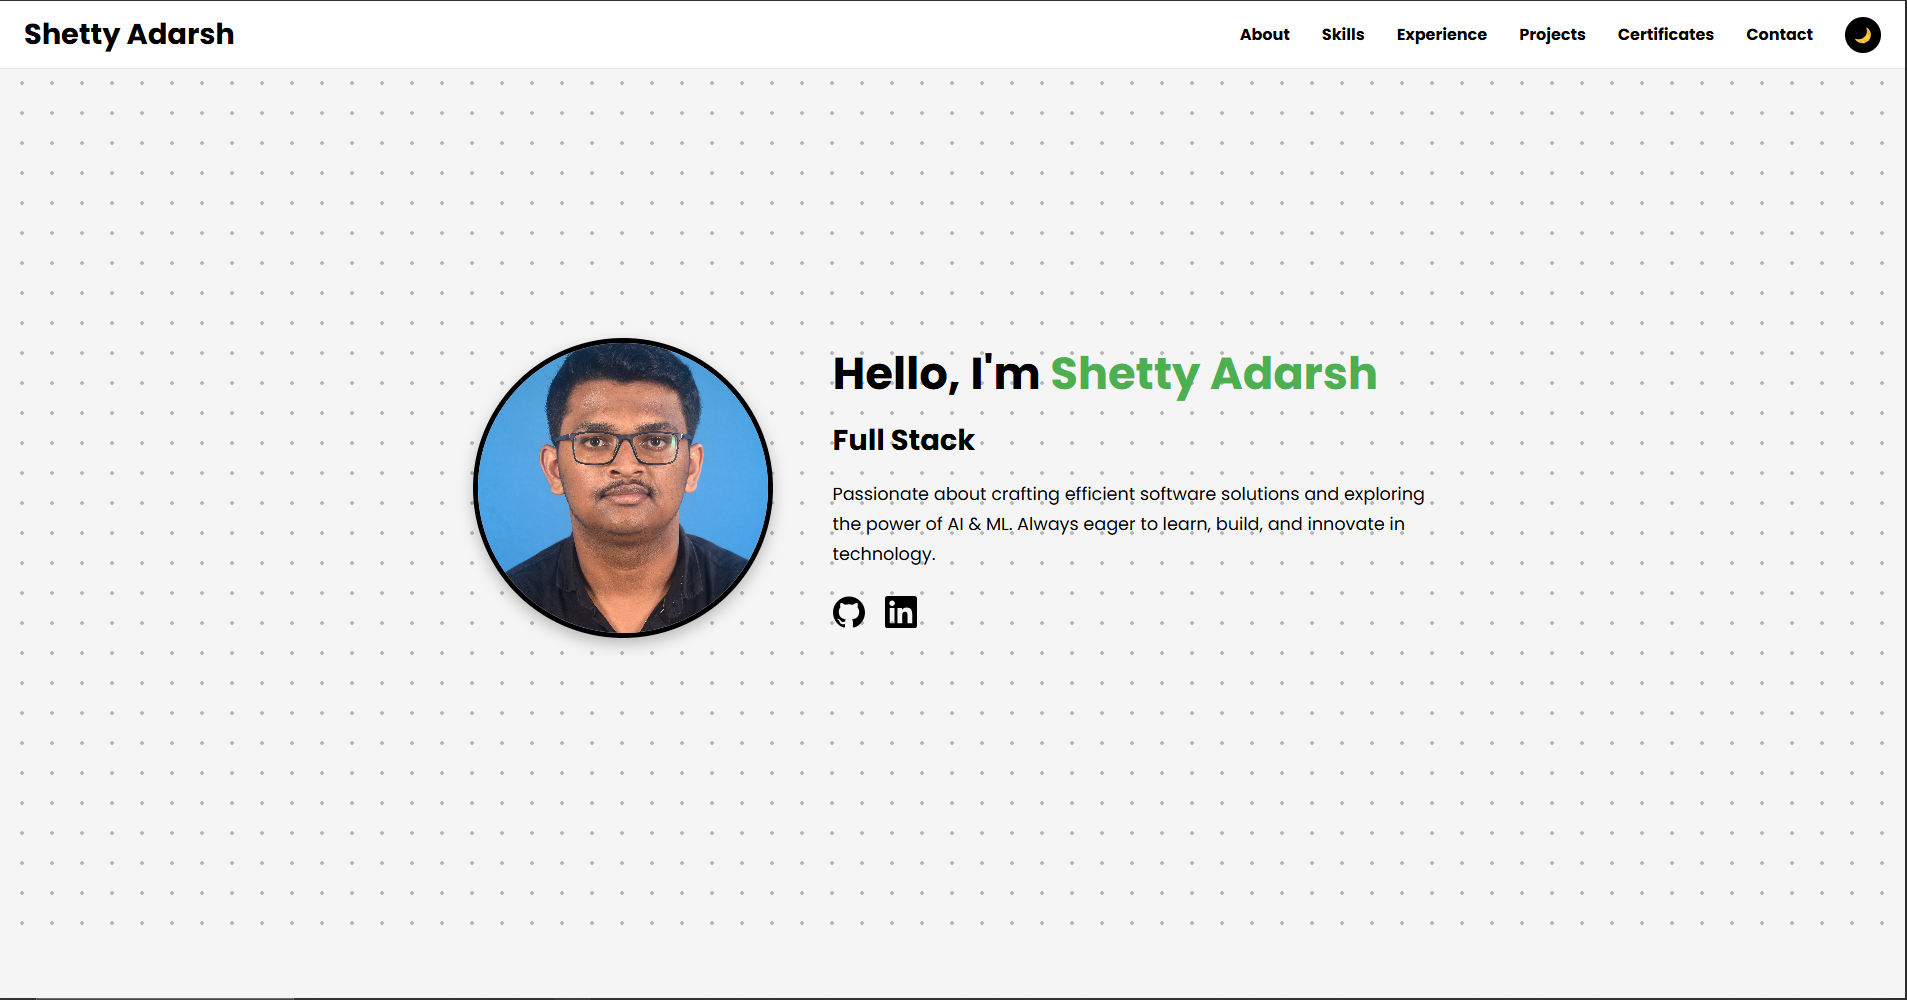 Shetty Adarsh
About Skills Experience Projects Certificates Contact
Hello, I'm Shetty Adarsh
Full Stack
Passionate about crafting efficient software solutions and exploring
the power of AI & ML. Always eager to learn, build, and innovate in
technology.
in